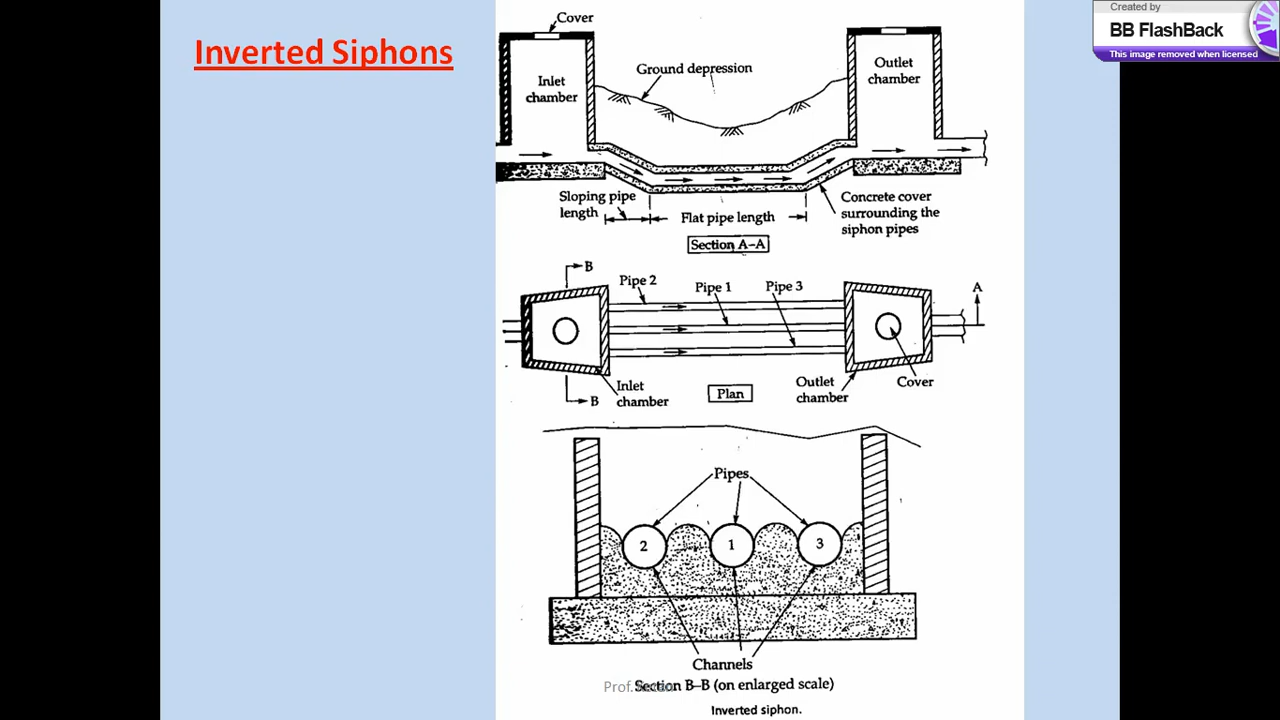 Inverted Siphons
Created by
BB FlashBack
This image removed when licensed
Cover
Inlet
chamber
Ground depression
Outlet
chamber
Sloping pipe
length
Flat pipe length
Concrete cover
surrounding the
siphon pipes
Section A–A
B
Pipe 2
Pipe 1
Pipe 3
A
B
Inlet
chamber
Plan
Outlet
chamber
Cover
Pipes
2
1
3
Channels
Prof.
Section B–B (on enlarged scale)
Inverted siphon.